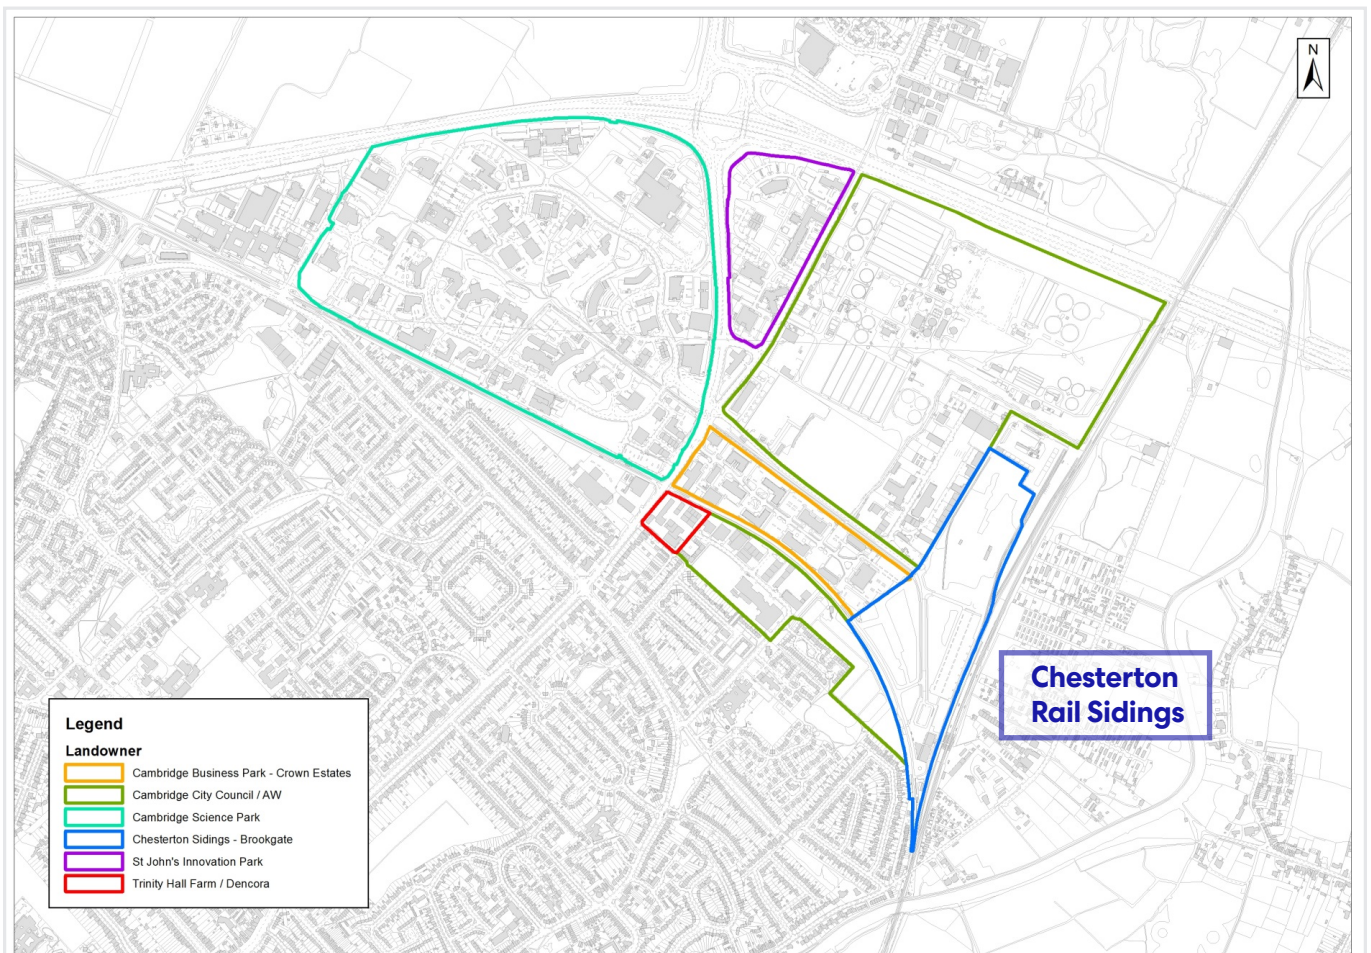 N
Chesterton
Rail Sidings
Legend
Landowner
Cambridge Business Park - Crown Estates
Cambridge City Council / AW
Cambridge Science Park
Chesterton Sidings - Brookgate
St John's Innovation Park
Trinity Hall Farm / Dencora